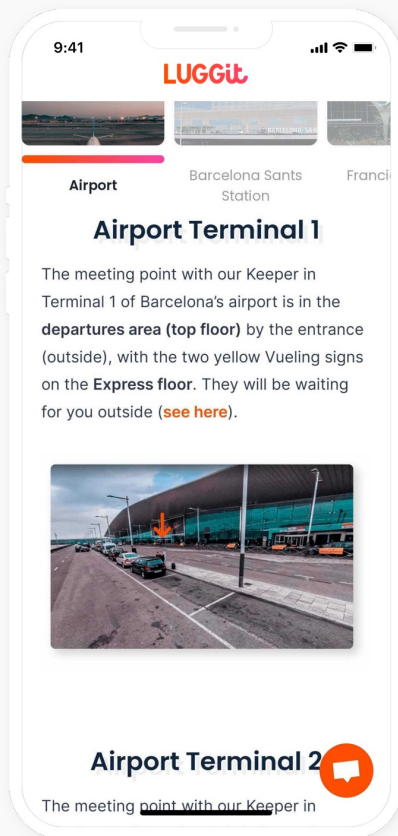 9:41
LUGGit
BARCELONA-SA
Airport
Barcelona Sants
Station
Airport Terminal 1
The meeting point with our Keeper in
Terminal 1 of Barcelona's airport is in the
departures area (top floor) by the entrance
(outside), with the two yellow Vueling signs
on the Express floor. They will be waiting
for you outside (see here).
Airport Terminal 2
The meeting point with our Keeper in